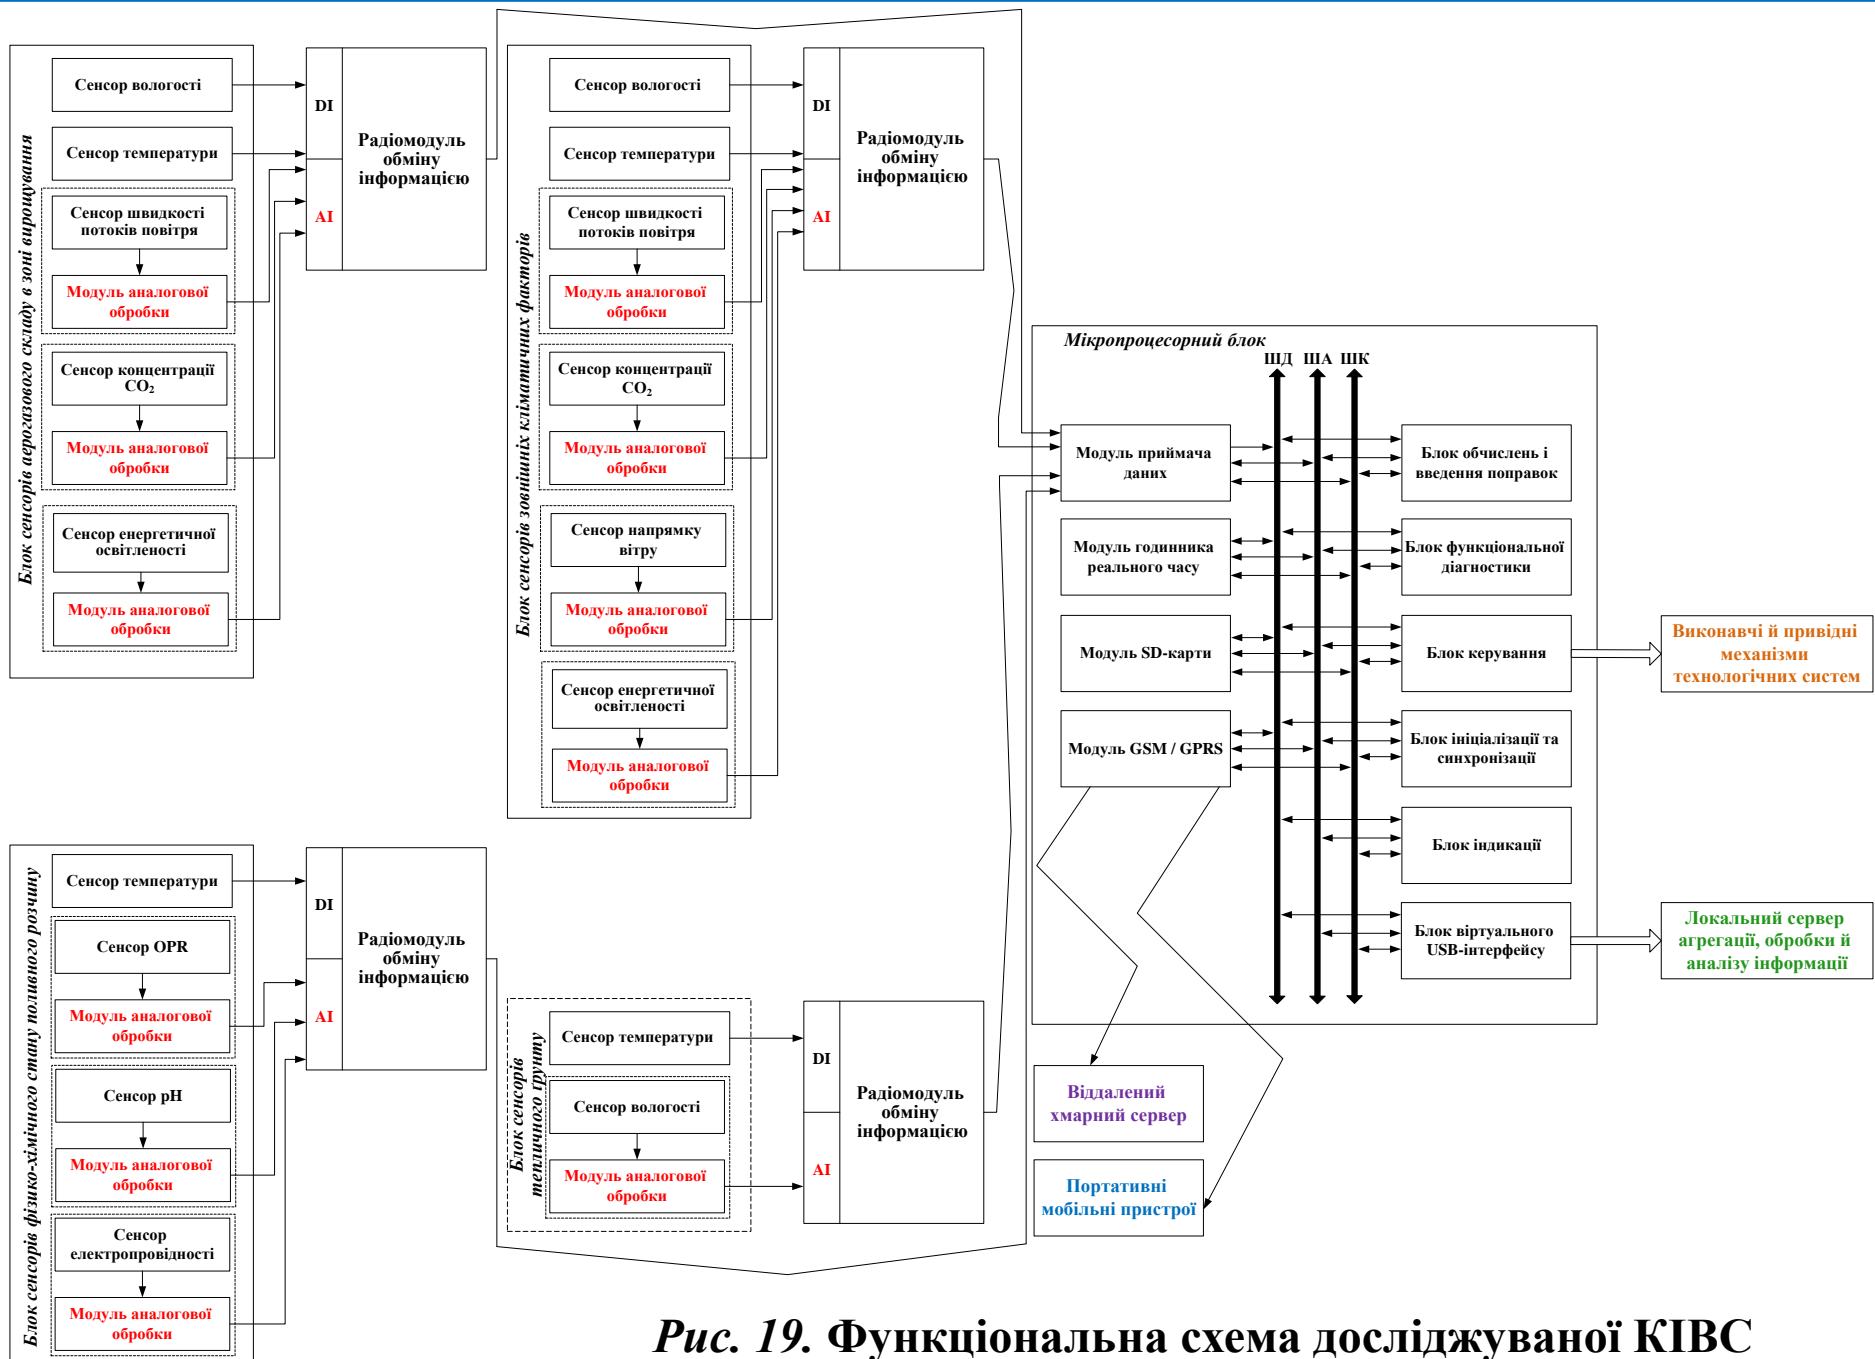 Блок сенсорів аерогазового складу в зоні вирощування
Сенсор вологості
Сенсор температури
Сенсор швидкості
потоків повітря
Модуль аналогової
обробки
Сенсор концентрації
CO₂
Модуль аналогової
обробки
Сенсор енергетичної
освітленості
Модуль аналогової
обробки
DI
AI
Радіомодуль
обміну
інформацією
Блок сенсорів зовнішніх кліматичних факторів
Сенсор вологості
Сенсор температури
Сенсор швидкості
потоків повітря
Модуль аналогової
обробки
Сенсор концентрації
CO₂
Модуль аналогової
обробки
Сенсор напрямку
вітру
Модуль аналогової
обробки
Сенсор енергетичної
освітленості
Модуль аналогової
обробки
DI
AI
Радіомодуль
обміну
інформацією
Блок сенсорів фізико-хімічного стану поливного розчину
Сенсор температури
Сенсор OPR
Модуль аналогової
обробки
Сенсор pH
Модуль аналогової
обробки
Сенсор
електропровідності
Модуль аналогової
обробки
DI
AI
Радіомодуль
обміну
інформацією
Блок сенсорів
тепличного ґрунту
Сенсор температури
Сенсор вологості
Модуль аналогової
обробки
DI
AI
Радіомодуль
обміну
інформацією
Мікропроцесорний блок
ШД ША ШК
Модуль приймача
даних
Модуль годинника
реального часу
Модуль SD-карти
Модуль GSM / GPRS
Блок обчислень і
введення поправок
Блок функціональної
діагностики
Блок керування
Блок ініціалізації та
синхронізації
Блок індикації
Блок віртуального
USB-інтерфейсу
Виконавчі й привідні
механізми
технологічних систем
Локальний сервер
агрегації, обробки й
аналізу інформації
Віддалений
хмарний сервер
Портативні
мобільні пристрої
Рис. 19. Функціональна схема досліджуваної КІВС